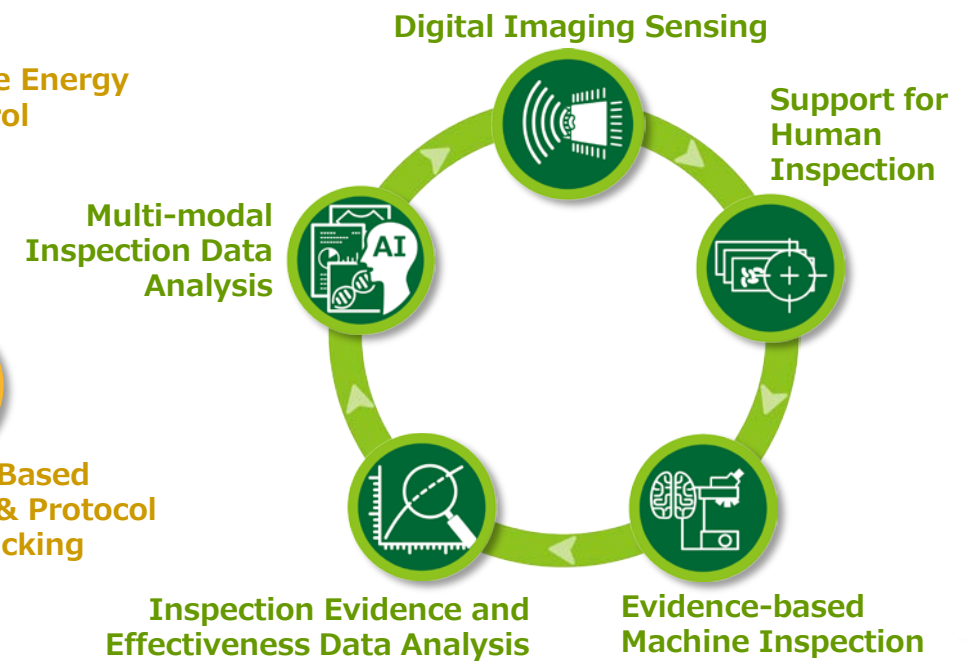 Digital Imaging Sensing
e Energy
rol
Support for
Human
Inspection
Multi-modal
Inspection Data
Analysis
AI
Based
& Protocol
cking
Inspection Evidence and
Effectiveness Data Analysis
Evidence-based
Machine Inspection